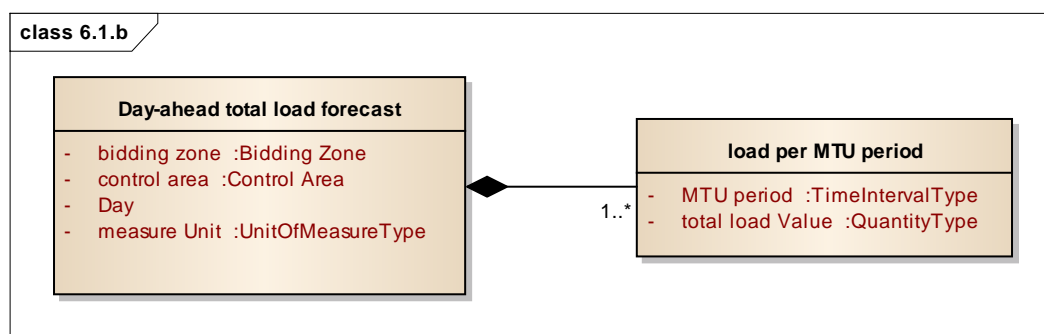 class 6.1.b
Day-ahead total load forecast
- bidding zone :Bidding Zone
- control area :Control Area
- Day
- measure Unit :UnitOfMeasureType
1..*
load per MTU period
- MTU period :TimeIntervalType
- total load Value :QuantityType